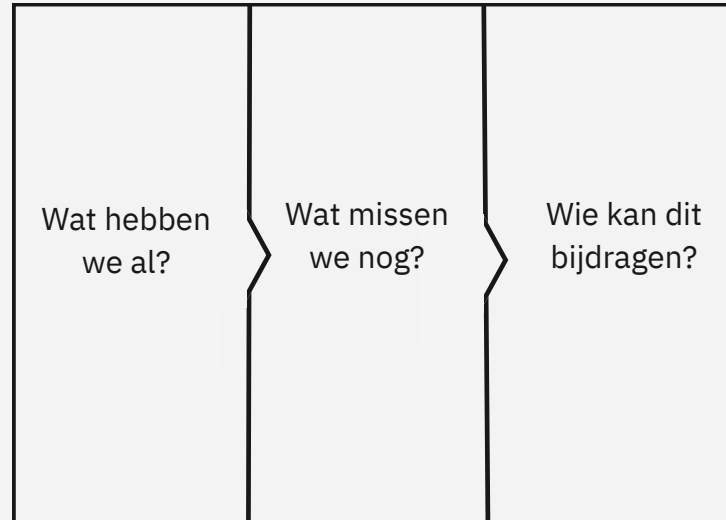 Wat hebben
we al?
Wat missen
we nog?
Wie kan dit
bijdragen?